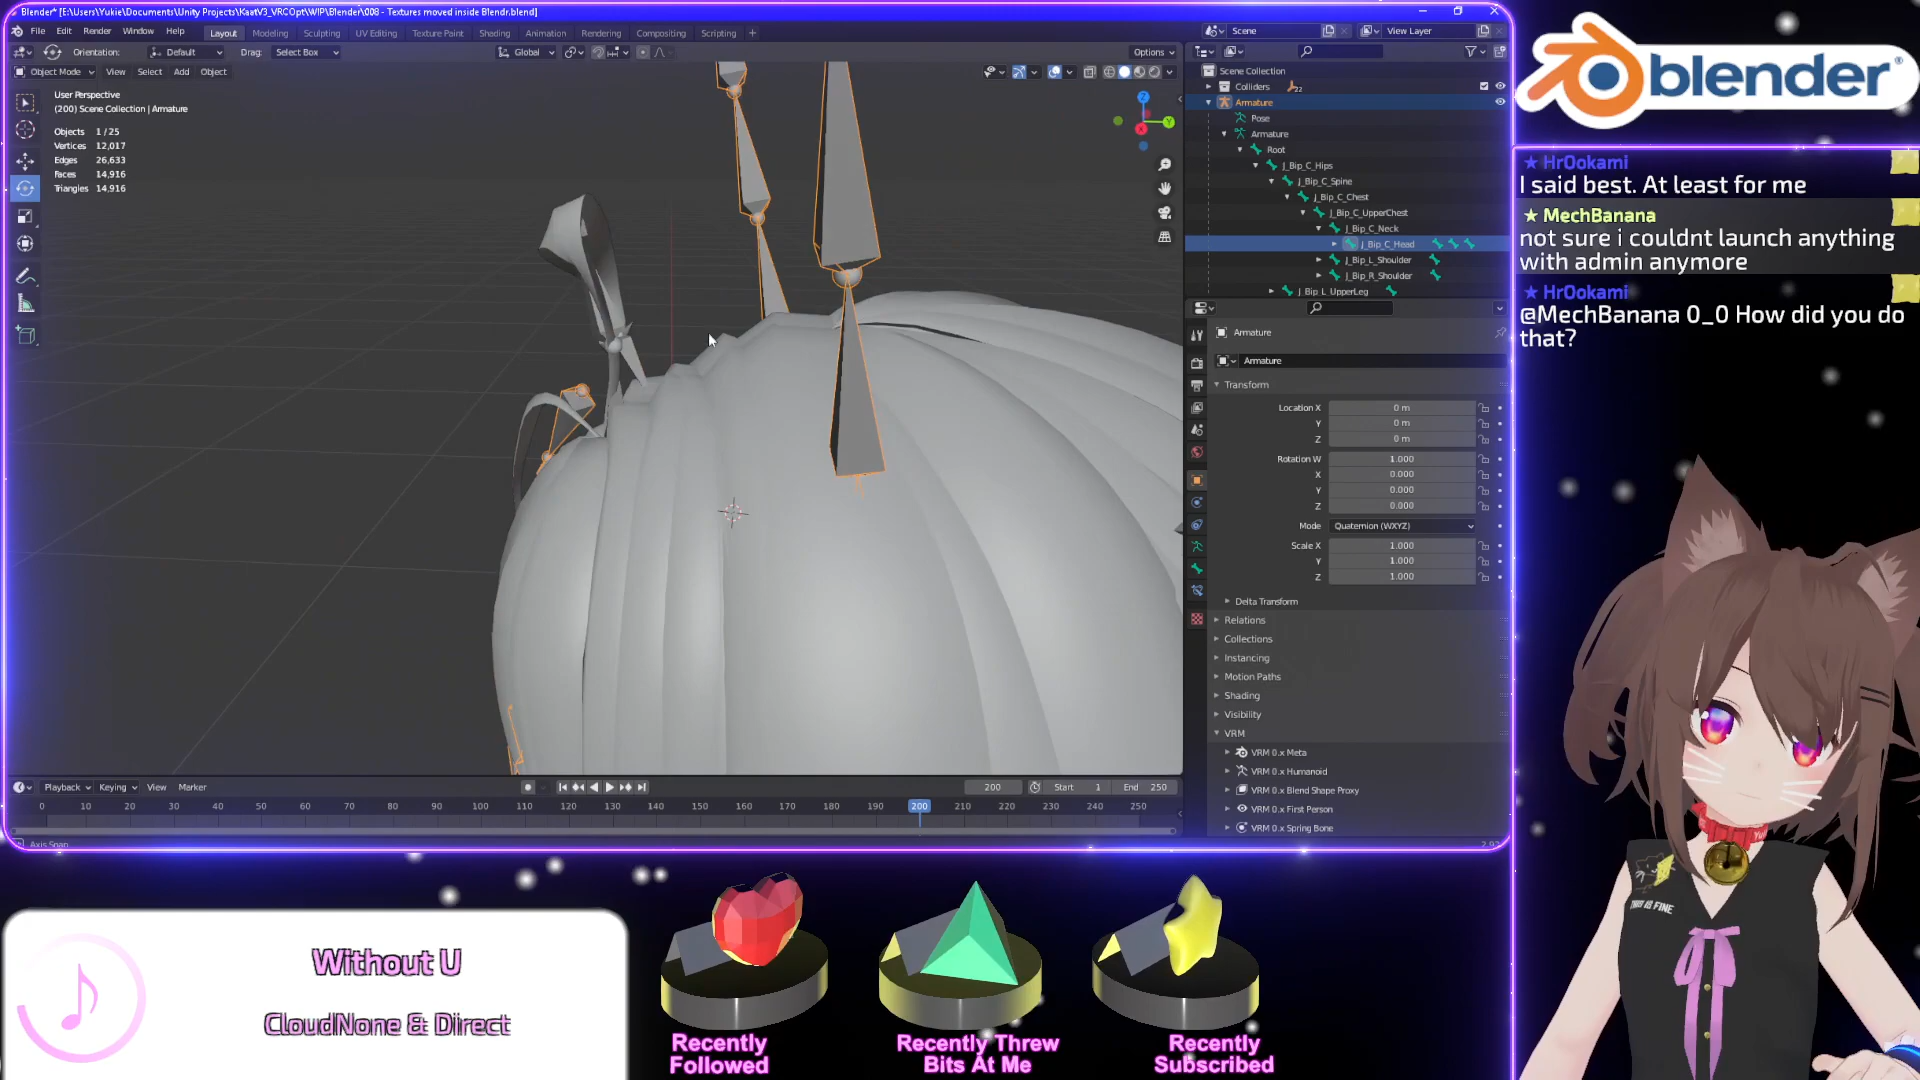 Blender* [E:\Users\Yukie\Documents\Unity Projects\KaatV3_VRCOpt\WIP\Blender\008 - Textures moved inside Blendr.blend]
File Edit Render Window Help Layout Modeling Sculpting UV Editing Texture Paint Shading Animation Rendering Compositing Scripting +
Scene View Layer
Orientation: Default Drag: Select Box Global Options
Object Mode View Select Add Object
User Perspective
(200) Scene Collection | Armature
Objects 1 / 25
Vertices 12,017
Edges 26,633
Faces 14,916
Triangles 14,916
Z
Y
X
Scene Collection
Colliders 22
Armature
Pose
Armature
Root
J_Bip_C_Hips
J_Bip_C_Spine
J_Bip_C_Chest
J_Bip_C_UpperChest
J_Bip_C_Neck
J_Bip_C_Head
J_Bip_L_Shoulder
J_Bip_R_Shoulder
J_Bip_L_UpperLeg
Armature
Armature
Transform
Location X 0 m
Y 0 m
Z 0 m
Rotation W 1.000
X 0.000
Y 0.000
Z 0.000
Mode Quaternion (WXYZ)
Scale X 1.000
Y 1.000
Z 1.000
Delta Transform
Relations
Collections
Instancing
Motion Paths
Shading
Visibility
VRM
VRM 0.x Meta
VRM 0.x Humanoid
VRM 0.x Blend Shape Proxy
VRM 0.x First Person
VRM 0.x Spring Bone
Playback Keying View Marker 200 Start 1 End 250
0 10 20 30 40 50 60 70 80 90 100 110 120 130 140 150 160 170 180 190 200 210 220 230 240 250
Axis Snap
blender®
★ HrOokami
I said best. At least for me
★ MechBanana
not sure i couldnt launch anything
with admin anymore
★ HrOokami
@MechBanana 0_0 How did you do
that?
THIS IS FINE
Without U
CloudNone & Direct
Recently
Followed
Recently Threw
Bits At Me
Recently
Subscribed